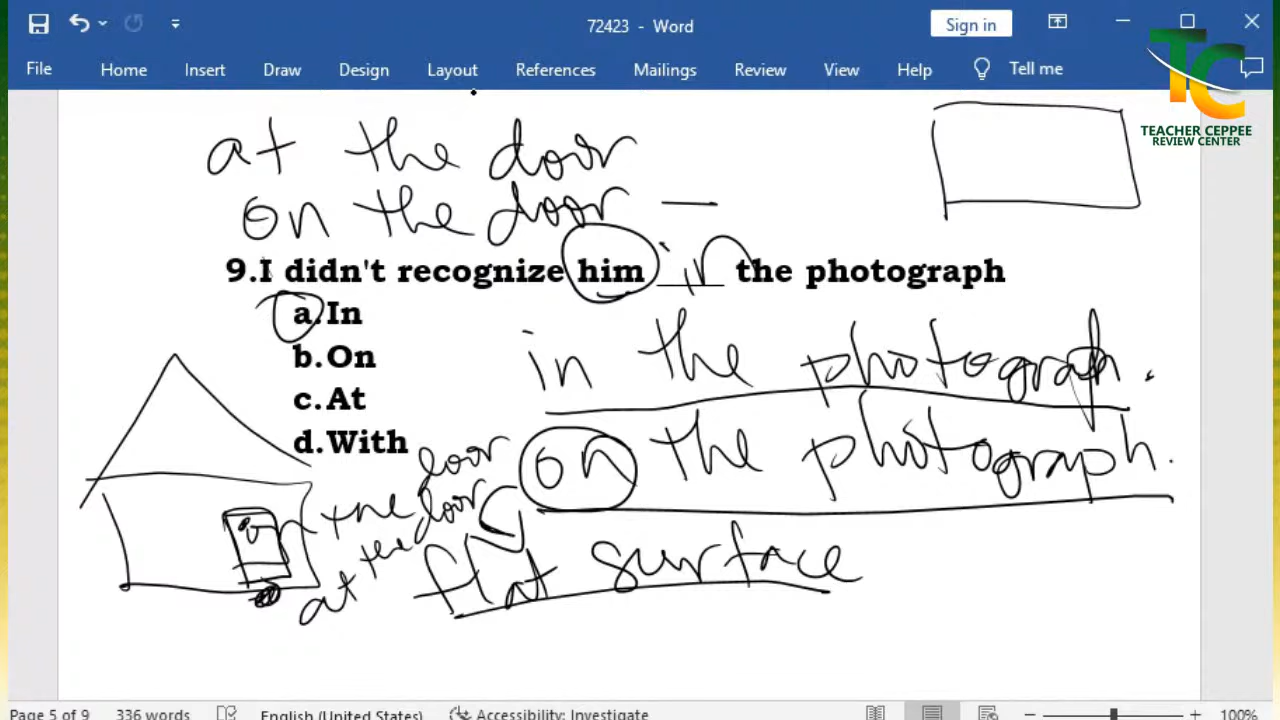 72423 - Word
Sign in
File Home Insert Draw Design Layout References Mailings Review View Help Tell me
TC
TEACHER CEPPEE
REVIEW CENTER
at the door
on the door —
9.I didn't recognize him in the photograph
a.In
b.On
c.At
d.With
in the photograph.
on the photograph.
on the door
at the door
flat surface
Page 5 of 9 336 words English (United States) Accessibility: Investigate 100%